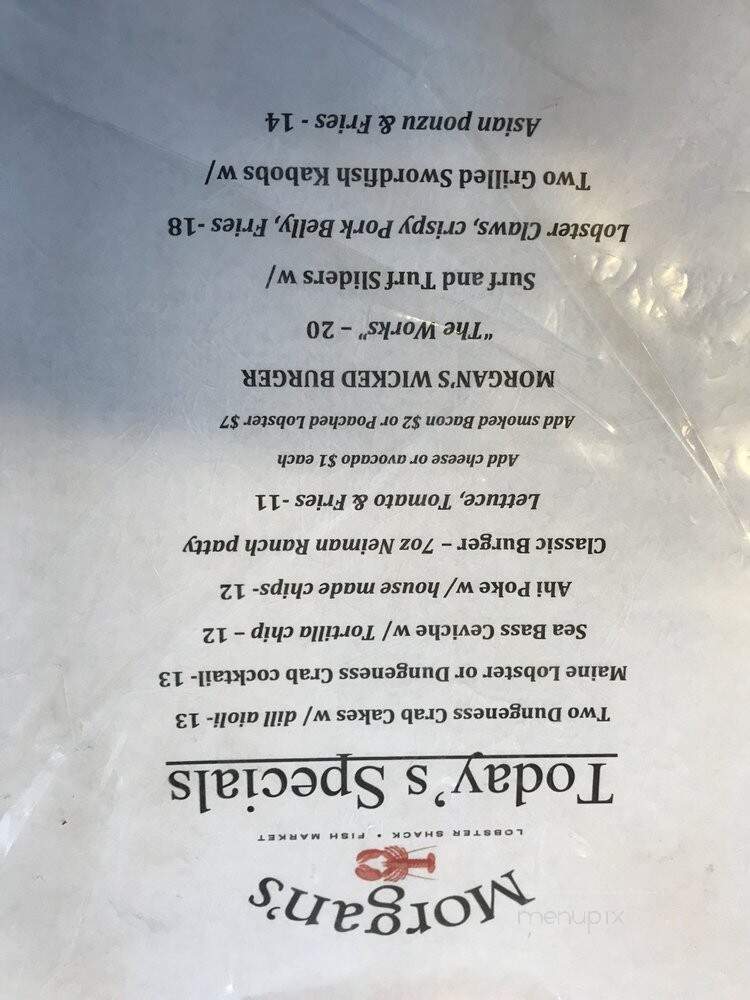 Morgan's
LOBSTER SHACK • FISH MARKET
Today's Specials
Two Dungeness Crab Cakes w/ dill aioli- 13
Maine Lobster or Dungeness Crab cocktail- 13
Sea Bass Ceviche w/ Tortilla chip – 12
Ahi Poke w/ house made chips- 12
Classic Burger – 7oz Neiman Ranch patty
Lettuce, Tomato & Fries -11
Add cheese or avocado $1 each
Add smoked Bacon $2 or Poached Lobster $7
MORGAN'S WICKED BURGER
"The Works" – 20
Surf and Turf Sliders w/
Lobster Claws, crispy Pork Belly, Fries -18
Two Grilled Swordfish Kabobs w/
Asian ponzu & Fries - 14
menupix